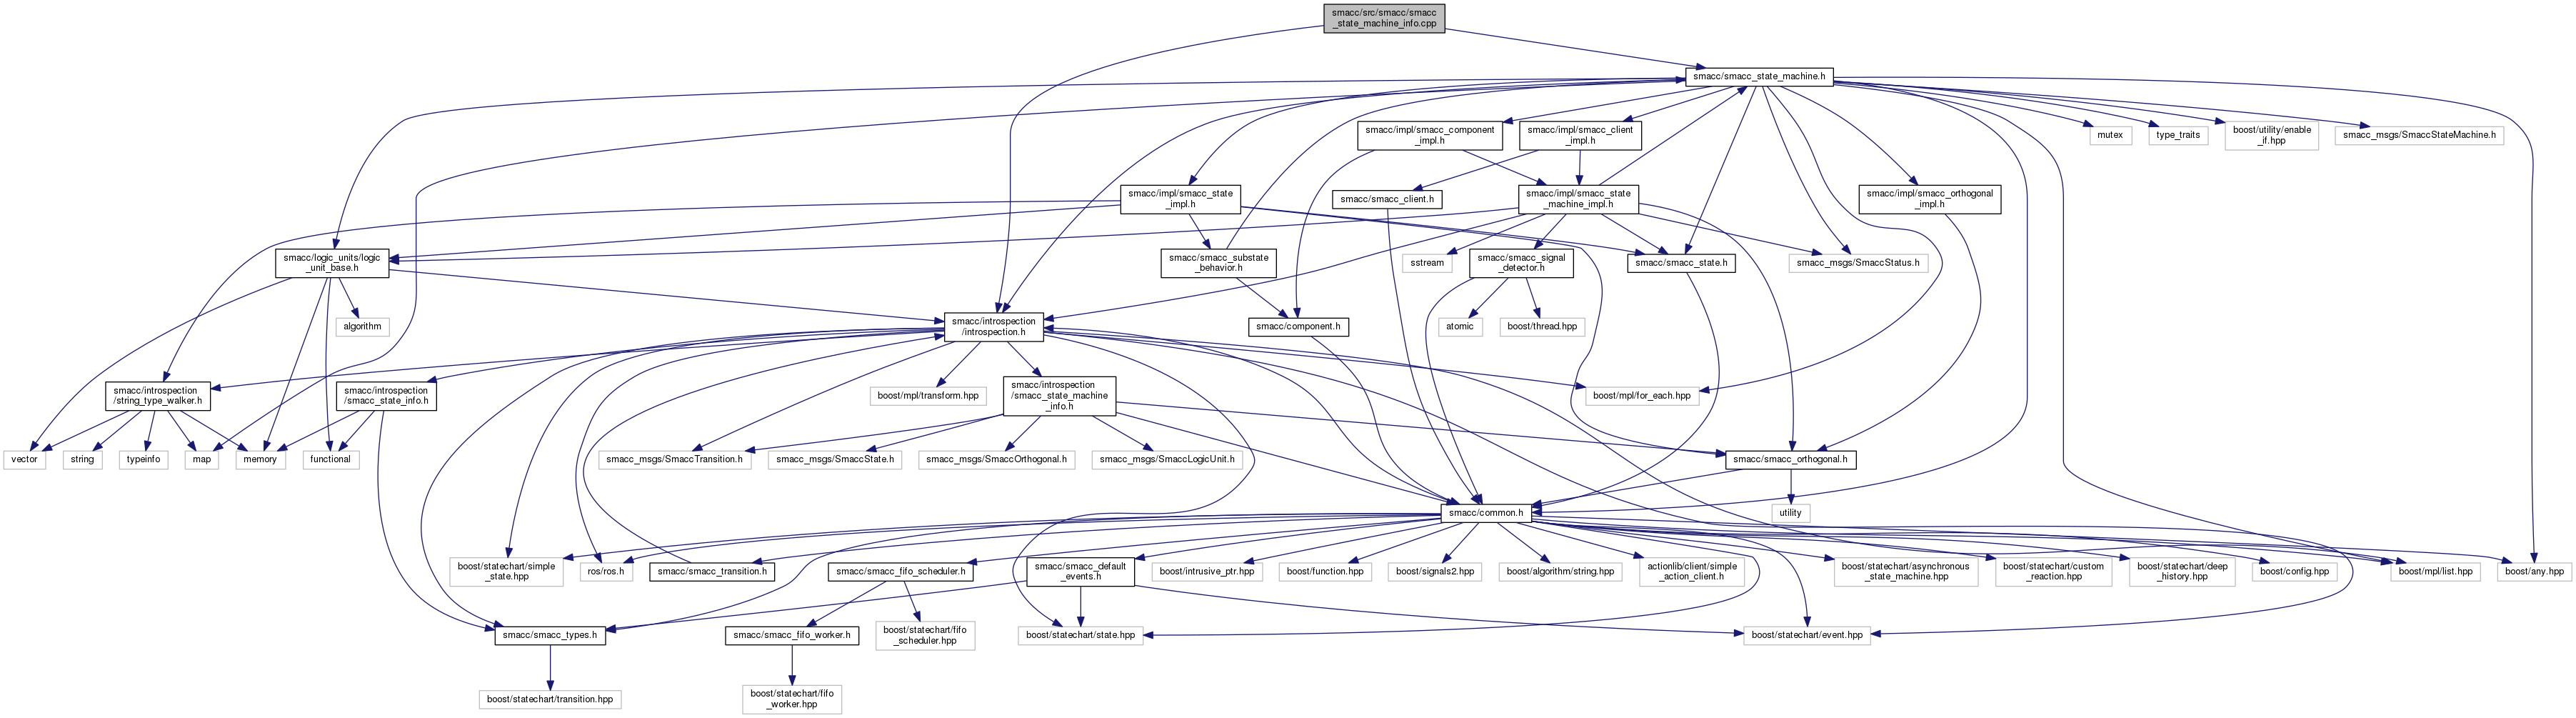 smacc/src/smacc/smacc
_state_machine_info.cpp
smacc/smacc_state_machine.h
smacc/impl/smacc_component
_impl.h
smacc/impl/smacc_client
_impl.h
mutex
type_traits
boost/utility/enable
_if.hpp
smacc_msgs/SmaccStateMachine.h
smacc/impl/smacc_state
_impl.h
smacc/smacc_client.h
smacc/impl/smacc_state
_machine_impl.h
smacc/impl/smacc_orthogonal
_impl.h
smacc/logic_units/logic
_unit_base.h
smacc/smacc_substate
_behavior.h
sstream
smacc/smacc_signal
_detector.h
smacc/smacc_state.h
smacc_msgs/SmaccStatus.h
algorithm
smacc/introspection
/introspection.h
smacc/component.h
atomic
boost/thread.hpp
smacc/introspection
/string_type_walker.h
smacc/introspection
/smacc_state_info.h
boost/mpl/transform.hpp
smacc/introspection
/smacc_state_machine
_info.h
boost/mpl/for_each.hpp
vector
string
typeinfo
map
memory
functional
smacc_msgs/SmaccTransition.h
smacc_msgs/SmaccState.h
smacc_msgs/SmaccOrthogonal.h
smacc_msgs/SmaccLogicUnit.h
smacc/smacc_orthogonal.h
smacc/common.h
utility
boost/statechart/simple
_state.hpp
ros/ros.h
smacc/smacc_transition.h
smacc/smacc_fifo_scheduler.h
smacc/smacc_default
_events.h
boost/intrusive_ptr.hpp
boost/function.hpp
boost/signals2.hpp
boost/algorithm/string.hpp
actionlib/client/simple
_action_client.h
boost/statechart/asynchronous
_state_machine.hpp
boost/statechart/custom
_reaction.hpp
boost/statechart/deep
_history.hpp
boost/config.hpp
boost/mpl/list.hpp
boost/any.hpp
smacc/smacc_types.h
smacc/smacc_fifo_worker.h
boost/statechart/fifo
_scheduler.hpp
boost/statechart/state.hpp
boost/statechart/event.hpp
boost/statechart/transition.hpp
boost/statechart/fifo
_worker.hpp